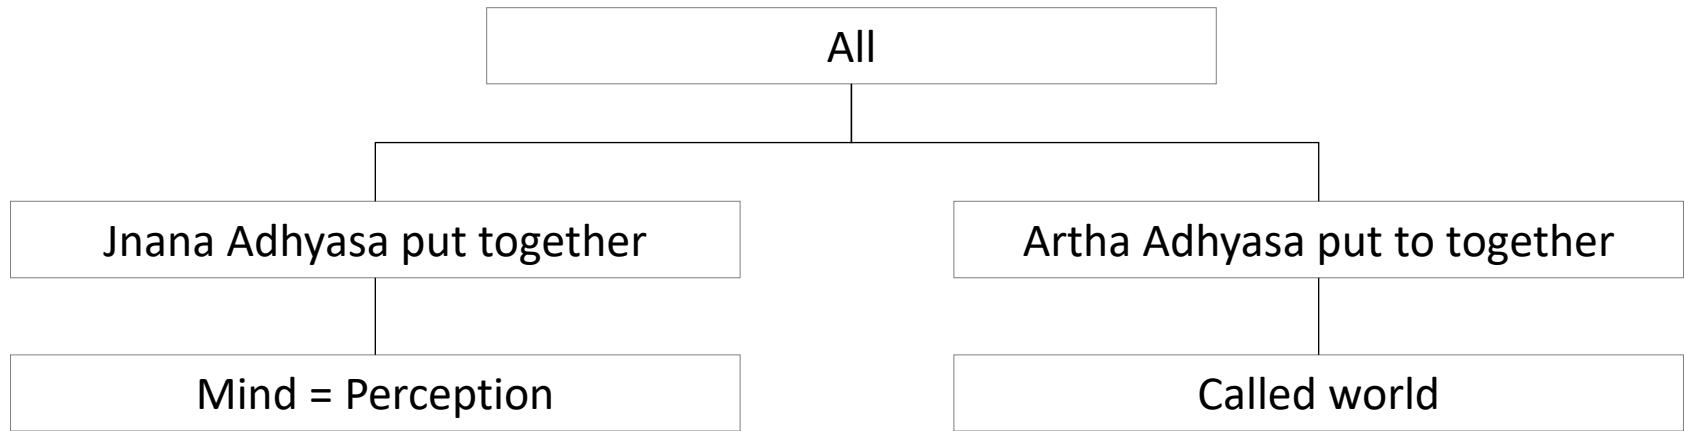 All
Jnana Adhyasa put together
Artha Adhyasa put to together
Mind = Perception
Called world